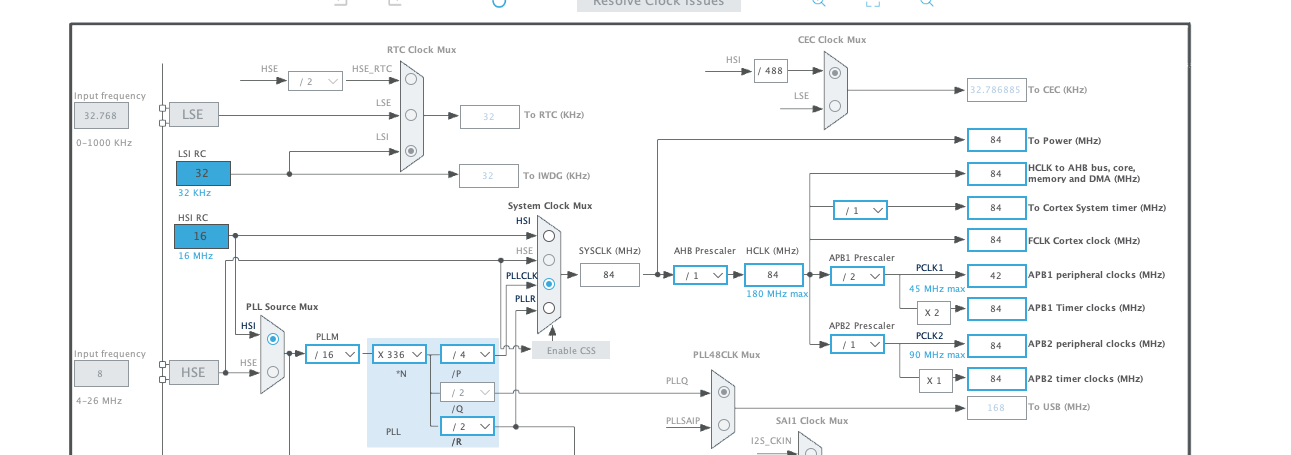 Resolve Clock Issues
RTC Clock Mux
HSE
/ 2
HSE_RTC
LSE
LSI
Input frequency
32.768
0-1000 KHz
LSE
32
To RTC (KHz)
LSI RC
32
32 KHz
32
To IWDG (KHz)
CEC Clock Mux
HSI
/ 488
LSE
32.786885
To CEC (KHz)
84
To Power (MHz)
84
HCLK to AHB bus, core,
memory and DMA (MHz)
/ 1
84
To Cortex System timer (MHz)
84
FCLK Cortex clock (MHz)
HSI RC
16
16 MHz
System Clock Mux
HSI
HSE
PLLCLK
PLLR
SYSCLK (MHz)
84
AHB Prescaler
/ 1
HCLK (MHz)
84
180 MHz max
APB1 Prescaler
/ 2
PCLK1
45 MHz max
42
APB1 peripheral clocks (MHz)
X 2
84
APB1 Timer clocks (MHz)
APB2 Prescaler
/ 1
PCLK2
90 MHz max
84
APB2 peripheral clocks (MHz)
X 1
84
APB2 timer clocks (MHz)
Enable CSS
PLL Source Mux
HSI
HSE
Input frequency
8
4-26 MHz
HSE
PLLM
/ 16
X 336
*N
/ 4
/P
/ 2
/Q
/ 2
/R
PLL
PLL48CLK Mux
PLLQ
PLLSAIP
168
To USB (MHz)
SAI1 Clock Mux
I2S_CKIN